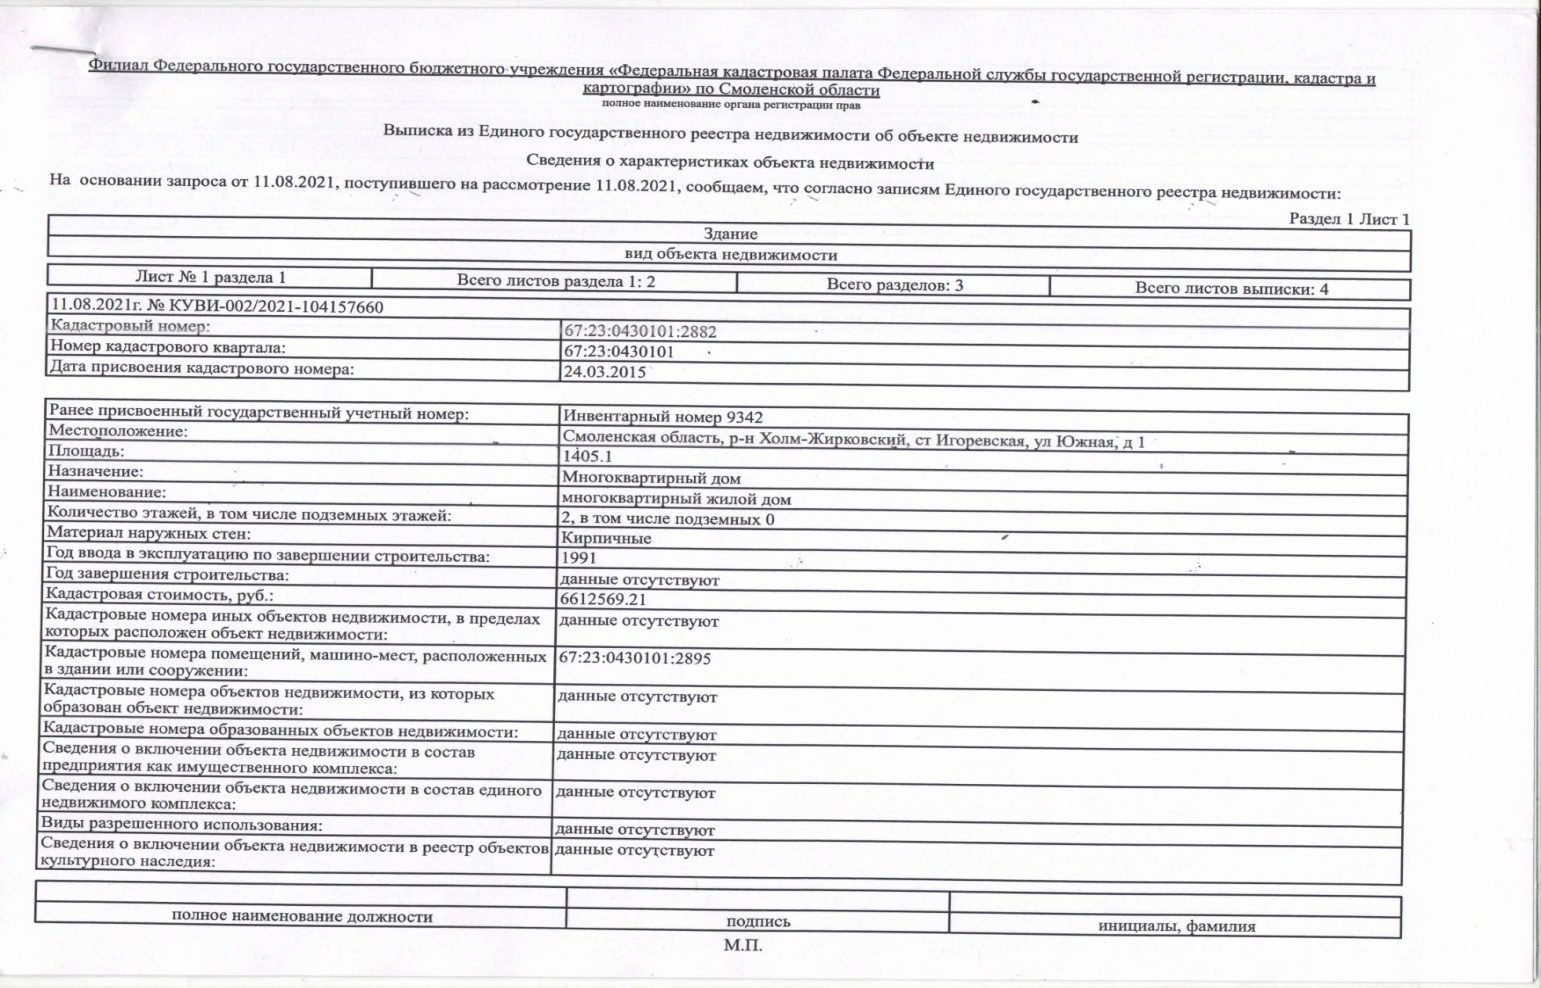 Филиал Федерального государственного бюджетного учреждения «Федеральная кадастровая палата Федеральной службы государственной регистрации, кадастра и
картографии» по Смоленской области
полное наименование органа регистрации прав
Выписка из Единого государственного реестра недвижимости об объекте недвижимости
Сведения о характеристиках объекта недвижимости
На основании запроса от 11.08.2021, поступившего на рассмотрение 11.08.2021, сообщаем, что согласно записям Единого государственного реестра недвижимости:
Раздел 1 Лист 1
Здание
вид объекта недвижимости
Лист № 1 раздела 1 Всего листов раздела 1: 2 Всего разделов: 3 Всего листов выписки: 4
11.08.2021г. № КУВИ-002/2021-104157660
Кадастровый номер: 67:23:0430101:2882
Номер кадастрового квартала: 67:23:0430101
Дата присвоения кадастрового номера: 24.03.2015
Ранее присвоенный государственный учетный номер: Инвентарный номер 9342
Местоположение: Смоленская область, р-н Холм-Жирковский, ст Игоревская, ул Южная, д 1
Площадь: 1405.1
Назначение: Многоквартирный дом
Наименование: многоквартирный жилой дом
Количество этажей, в том числе подземных этажей: 2, в том числе подземных 0
Материал наружных стен: Кирпичные
Год ввода в эксплуатацию по завершении строительства: 1991
Год завершения строительства: данные отсутствуют
Кадастровая стоимость, руб.: 6612569.21
Кадастровые номера иных объектов недвижимости, в пределах данные отсутствуют
которых расположен объект недвижимости:
Кадастровые номера помещений, машино-мест, расположенных 67:23:0430101:2895
в здании или сооружении:
Кадастровые номера объектов недвижимости, из которых данные отсутствуют
образован объект недвижимости:
Кадастровые номера образованных объектов недвижимости: данные отсутствуют
Сведения о включении объекта недвижимости в состав данные отсутствуют
предприятия как имущественного комплекса:
Сведения о включении объекта недвижимости в состав единого данные отсутствуют
недвижимого комплекса:
Виды разрешенного использования: данные отсутствуют
Сведения о включении объекта недвижимости в реестр объектов данные отсутствуют
культурного наследия:
полное наименование должности подпись инициалы, фамилия
М.П.